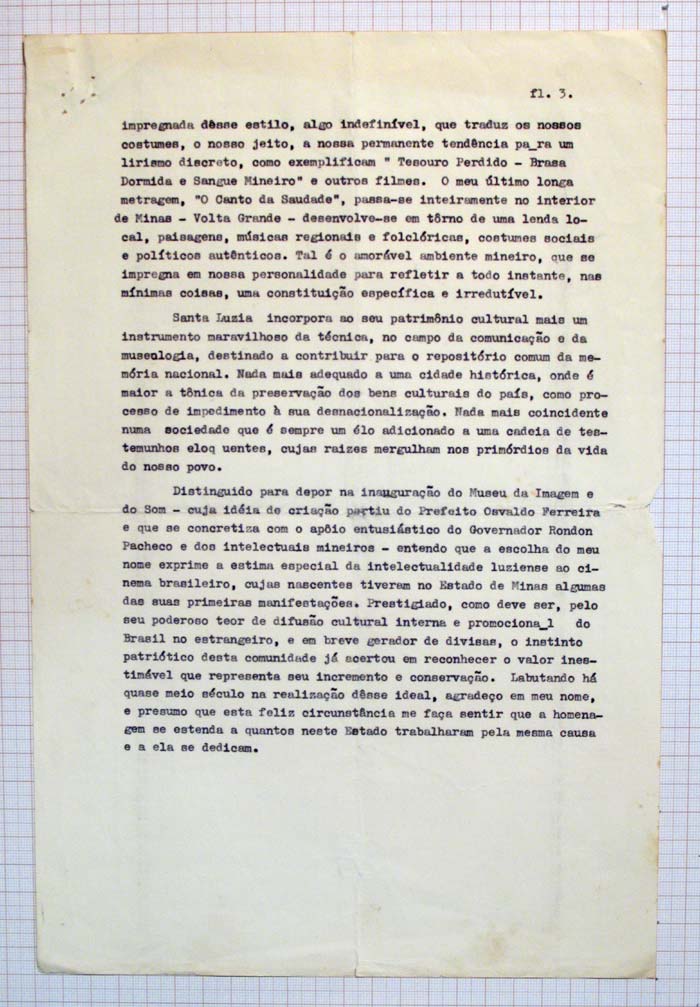 fl. 3.
impregnada dêsse estilo, algo indefinível, que traduz os nossos
costumes, o nosso jeito, a nossa permanente tendência pa_ra um
lirismo discreto, como exemplificam " Tesouro Perdido - Brasa
Dormida e Sangue Mineiro" e outros filmes. O meu último longa
metragem, "O Canto da Saudade", passa-se inteiramente no interior
de Minas - Volta Grande - desenvolve-se em tôrno de uma lenda lo-
cal, paisagens, músicas regionais e folclóricas, costumes sociais
e políticos autênticos. Tal é o amorável ambiente mineiro, que se
impregna em nossa personalidade para refletir a todo instante, nas
mínimas coisas, uma constituição específica e irredutível.
Santa Luzia incorpora ao seu patrimônio cultural mais um
instrumento maravilhoso da técnica, no campo da comunicação e da
museologia, destinado a contribuir para o repositório comum da me-
mória nacional. Nada mais adequado a uma cidade histórica, onde é
maior a tônica da preservação dos bens culturais do país, como pro-
cesso de impedimento à sua desnacionalização. Nada mais coincidente
numa sociedade que é sempre um élo adicionado a uma cadeia de tes-
temunhos eloq uentes, cujas raizes mergulham nos primórdios da vida
do nosso povo.
Distinguido para depor na inauguração do Museu da Imagem e
do Som - cuja idéia de criação partiu do Prefeito Osvaldo Ferreira
e que se concretiza com o apôio entusiástico do Governador Rondon
Pacheco e dos intelectuais mineiros - entendo que a escolha do meu
nome exprime a estima especial da intelectualidade luziense ao ci-
nema brasileiro, cujas nascentes tiveram no Estado de Minas algumas
das suas primeiras manifestações. Prestigiado, como deve ser, pelo
seu poderoso teor de difusão cultural interna e promociona_l do
Brasil no estrangeiro, e em breve gerador de divisas, o instinto
patriótico desta comunidade já acertou em reconhecer o valor ines-
timável que representa seu incremento e conservação. Labutando há
quase meio século na realização dêsse ideal, agradeço em meu nome,
e presumo que esta feliz circunstância me faça sentir que a homena-
gem se estenda a quantos neste Estado trabalharam pela mesma causa
e a ela se dedicam.